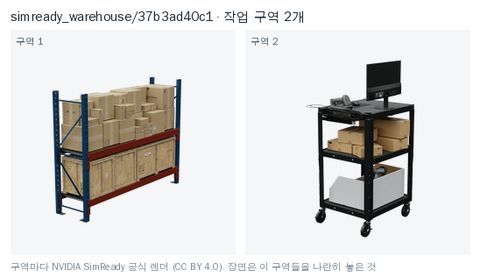 simready_warehouse/37b3ad40c1 · 작업 구역 2개
구역 1
구역 2
구역마다 NVIDIA SimReady 공식 렌더 (CC BY 4.0). 장면은 이 구역들을 나란히 놓은 것